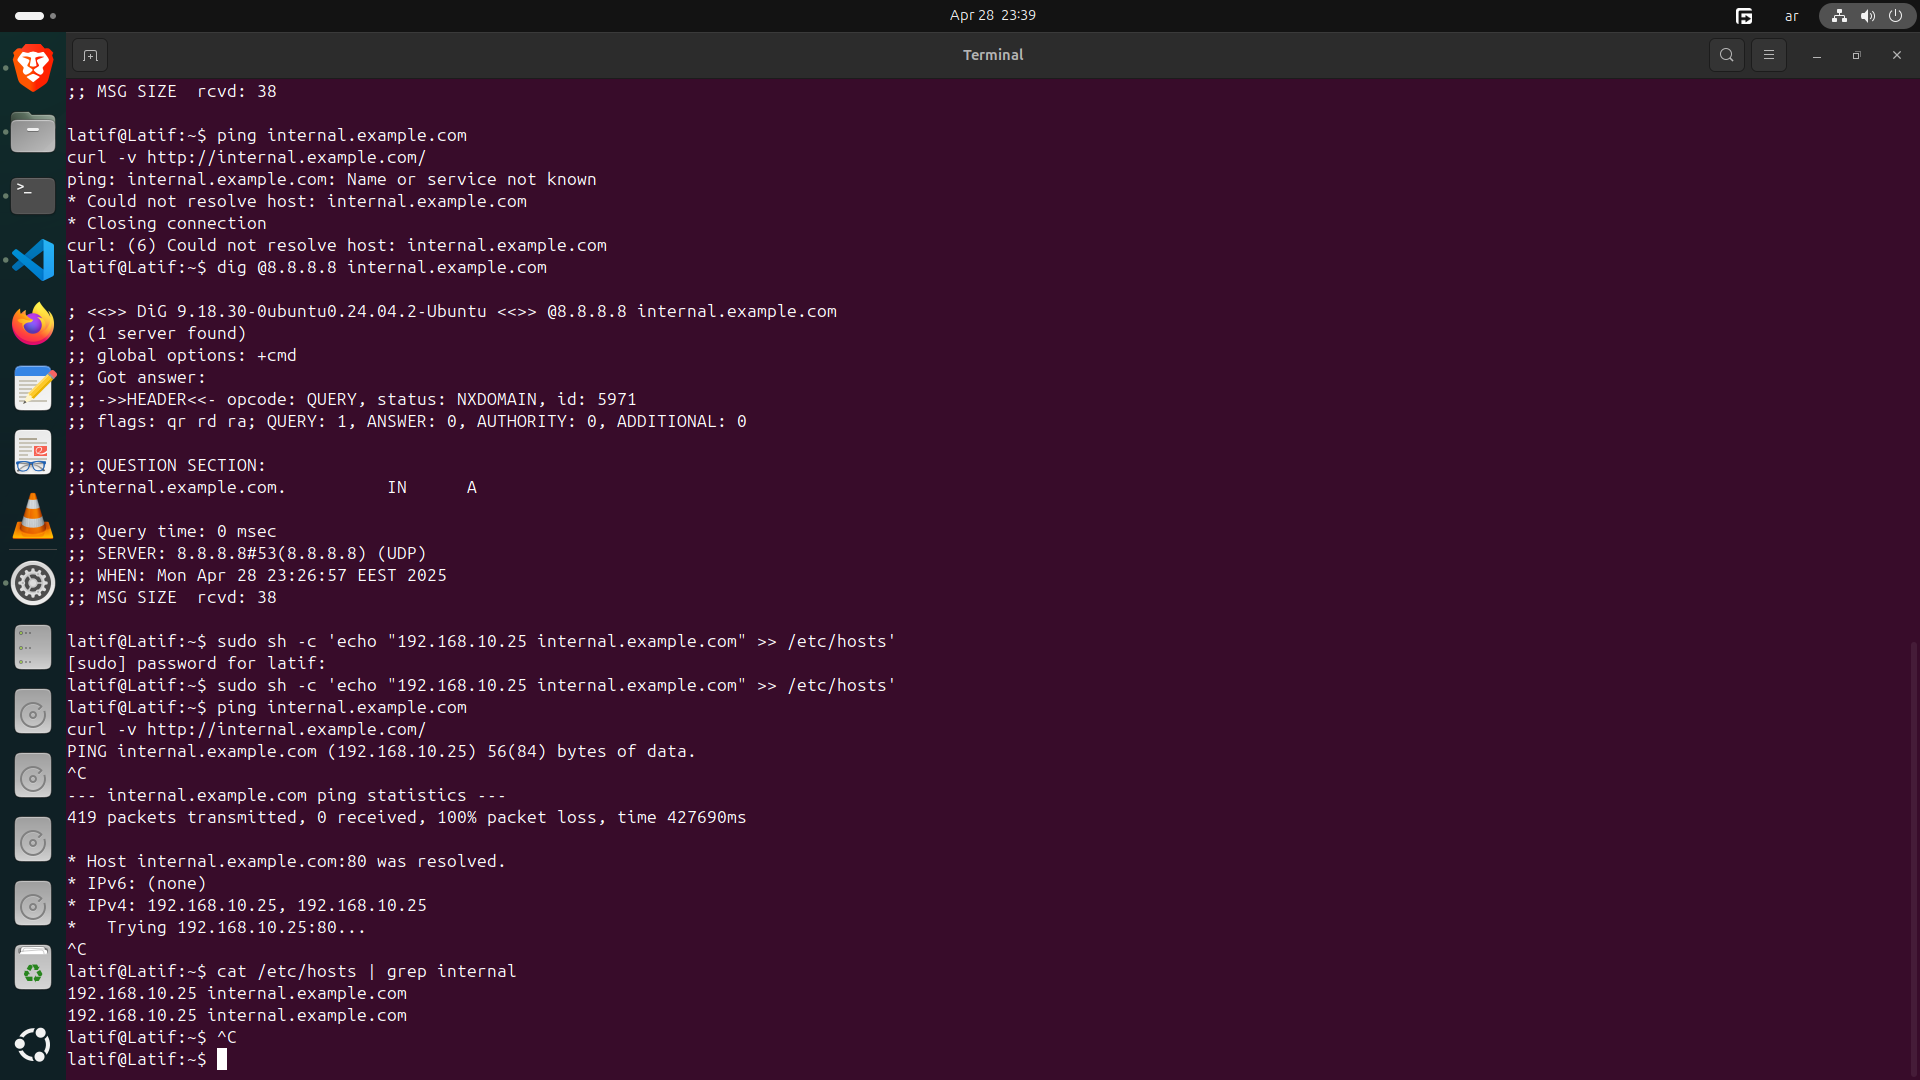 Apr 28 23:39
ar
Terminal
;; MSG SIZE  rcvd: 38
latif@Latif:~$ ping internal.example.com
curl -v http://internal.example.com/
ping: internal.example.com: Name or service not known
* Could not resolve host: internal.example.com
* Closing connection
curl: (6) Could not resolve host: internal.example.com
latif@Latif:~$ dig @8.8.8.8 internal.example.com
; <<>> DiG 9.18.30-0ubuntu0.24.04.2-Ubuntu <<>> @8.8.8.8 internal.example.com
; (1 server found)
;; global options: +cmd
;; Got answer:
;; ->>HEADER<<- opcode: QUERY, status: NXDOMAIN, id: 5971
;; flags: qr rd ra; QUERY: 1, ANSWER: 0, AUTHORITY: 0, ADDITIONAL: 0
;; QUESTION SECTION:
;internal.example.com.		IN	A
;; Query time: 0 msec
;; SERVER: 8.8.8.8#53(8.8.8.8) (UDP)
;; WHEN: Mon Apr 28 23:26:57 EEST 2025
;; MSG SIZE  rcvd: 38
latif@Latif:~$ sudo sh -c 'echo "192.168.10.25 internal.example.com" >> /etc/hosts'
[sudo] password for latif:
latif@Latif:~$ sudo sh -c 'echo "192.168.10.25 internal.example.com" >> /etc/hosts'
latif@Latif:~$ ping internal.example.com
curl -v http://internal.example.com/
PING internal.example.com (192.168.10.25) 56(84) bytes of data.
^C
--- internal.example.com ping statistics ---
419 packets transmitted, 0 received, 100% packet loss, time 427690ms
* Host internal.example.com:80 was resolved.
* IPv6: (none)
* IPv4: 192.168.10.25, 192.168.10.25
*   Trying 192.168.10.25:80...
^C
latif@Latif:~$ cat /etc/hosts | grep internal
192.168.10.25 internal.example.com
192.168.10.25 internal.example.com
latif@Latif:~$ ^C
latif@Latif:~$